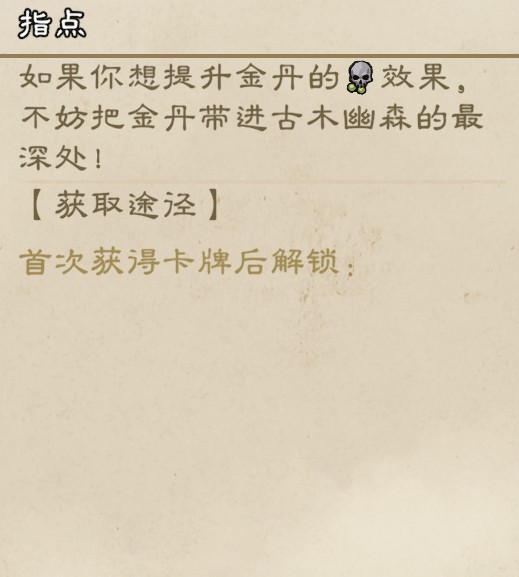 指点
如果你想提升金丹的效果，
不妨把金丹带进古木幽森的最
深处！
【获取途径】
首次获得卡牌后解锁：